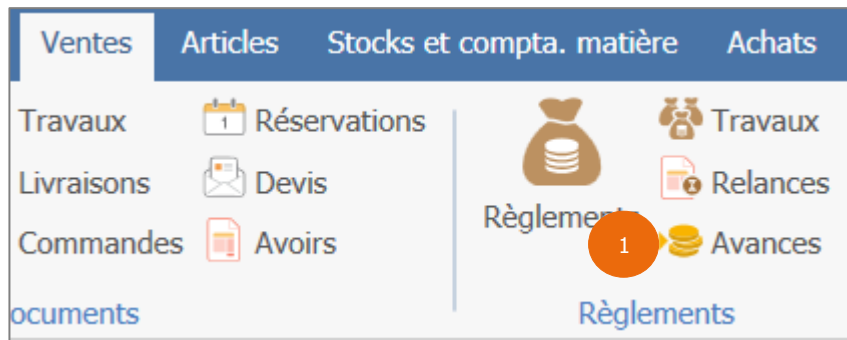 Ventes Articles Stocks et compta. matière Achats
Travaux 1 Réservations Travaux
Livraisons Devis Relances
Règlements
Commandes Avoirs 1 Avances
ocuments Règlements